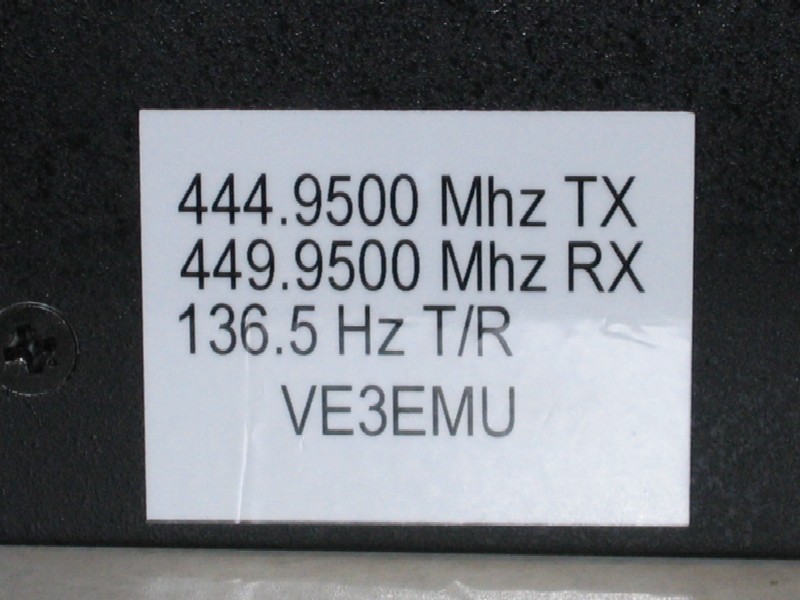 444.9500 Mhz TX
449.9500 Mhz RX
136.5 Hz T/R
VE3EMU